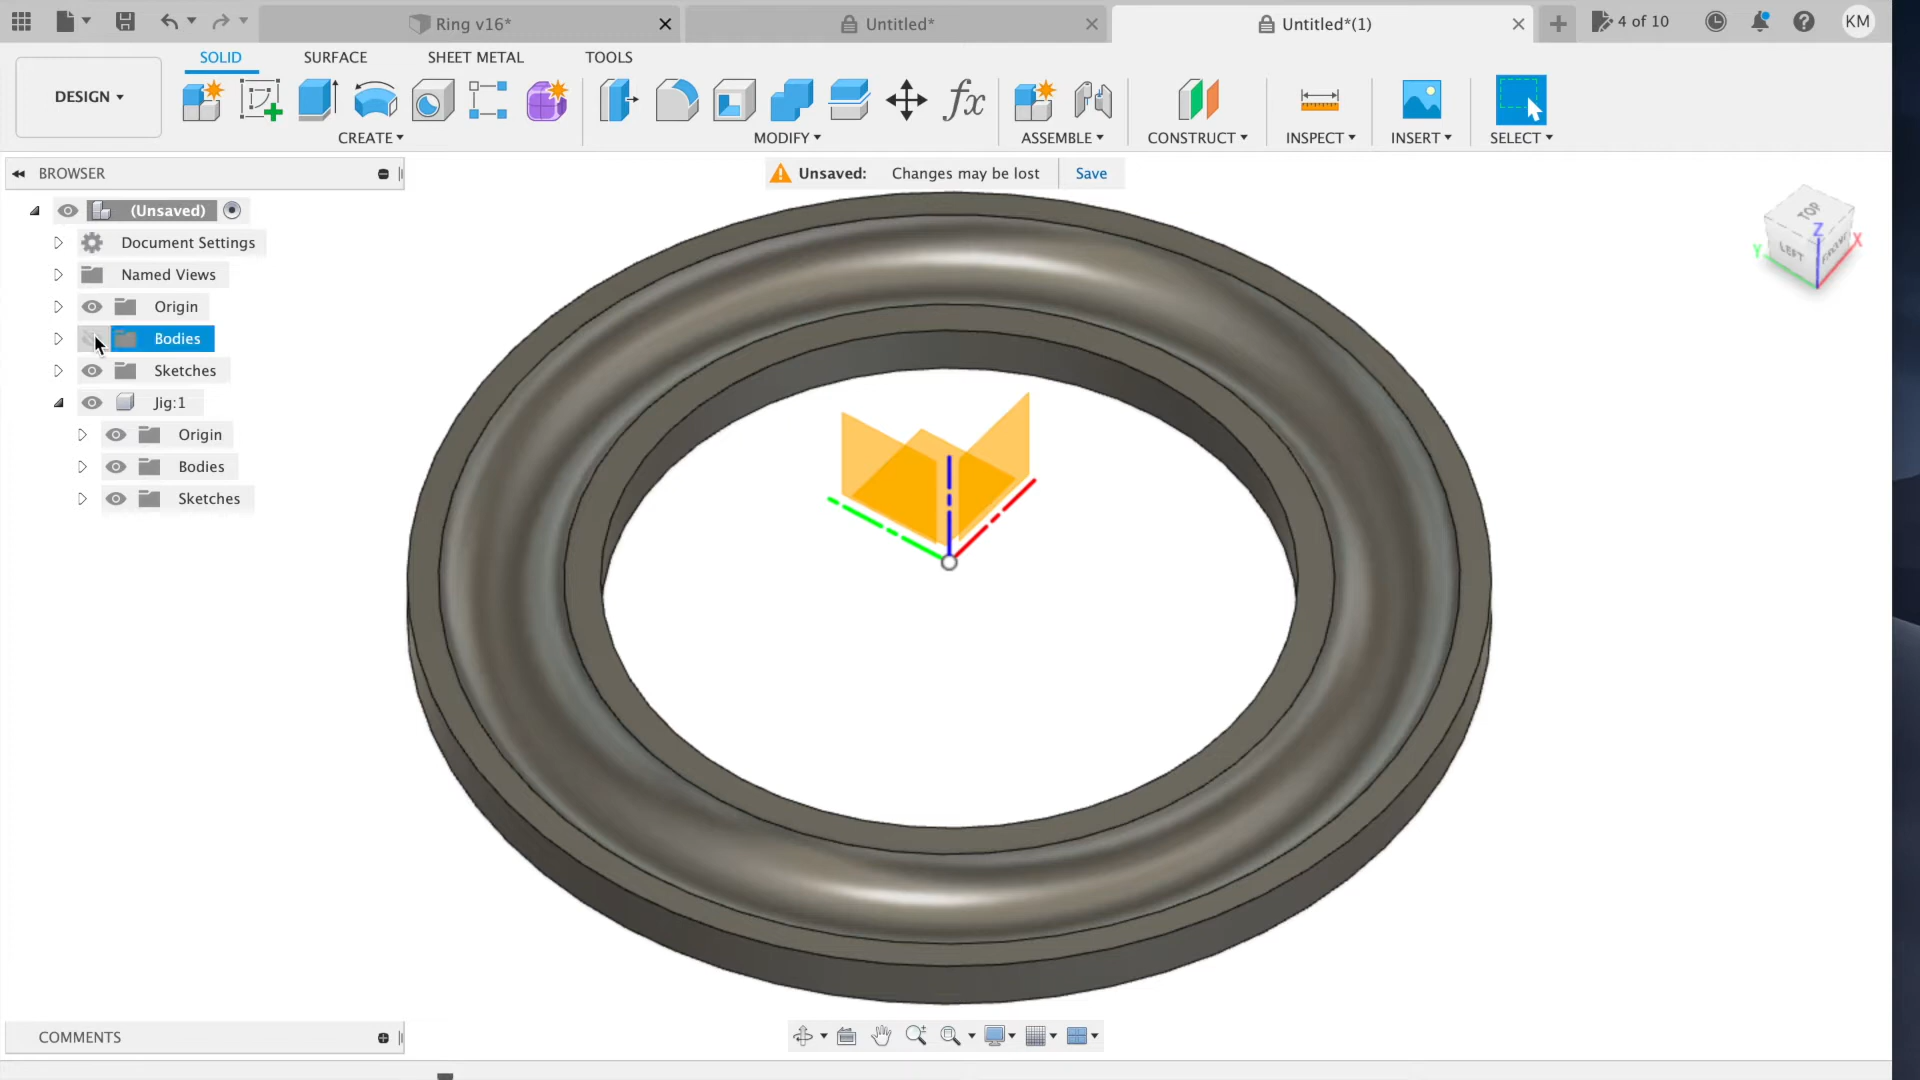 Ring v16*
Untitled*
Untitled*(1)
4 of 10
KM
SOLID
SURFACE
SHEET METAL
TOOLS
DESIGN
fx
CREATE
MODIFY
ASSEMBLE
CONSTRUCT
INSPECT
INSERT
SELECT
BROWSER
Unsaved: Changes may be lost
Save
(Unsaved)
Document Settings
Named Views
Origin
Bodies
Sketches
Jig:1
Origin
Bodies
Sketches
TOP
Z
X
Y
LEFT
COMMENTS